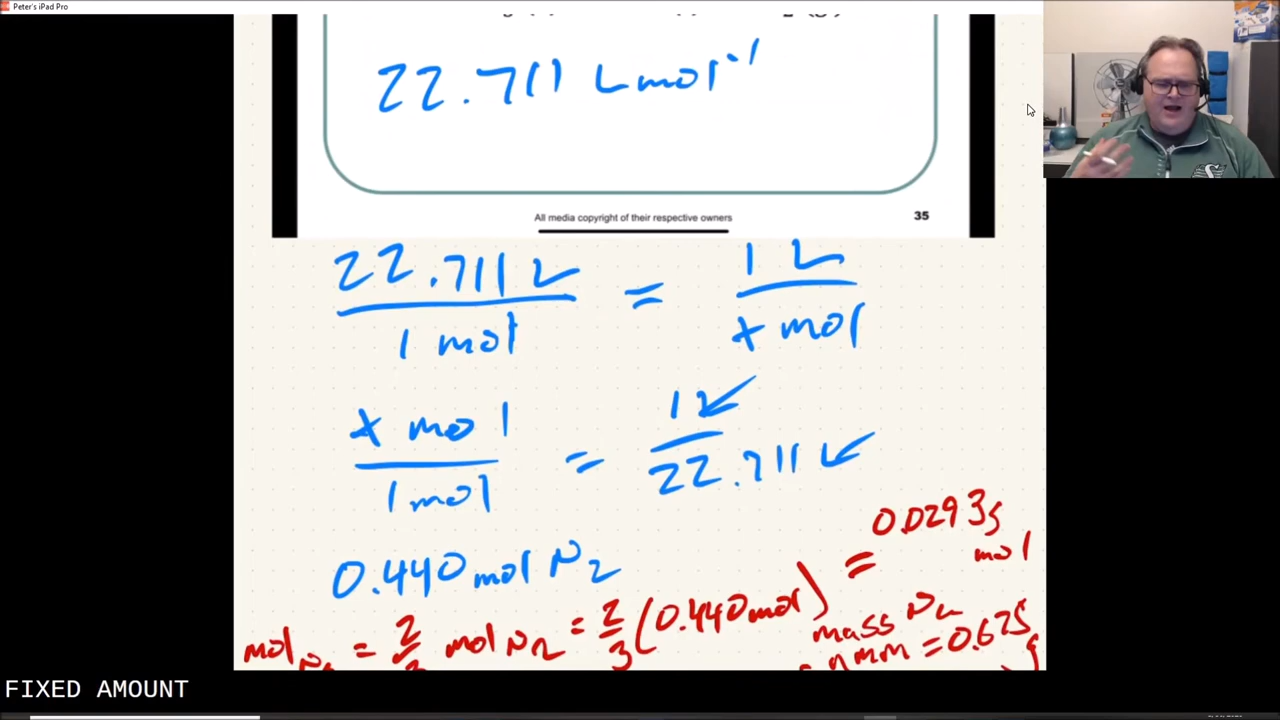 Peter's iPad Pro
22.711 L mol⁻¹
All media copyright of their respective owners
35
22.711 L = 1 L
1 mol x mol
x mol = 1 L
1 mol 22.711 L
0.0293s
mol
0.440 mol N2
= 2/3 mol N2 = 2/3 (0.440 mol) =
mass N2
= 0.625
FIXED AMOUNT